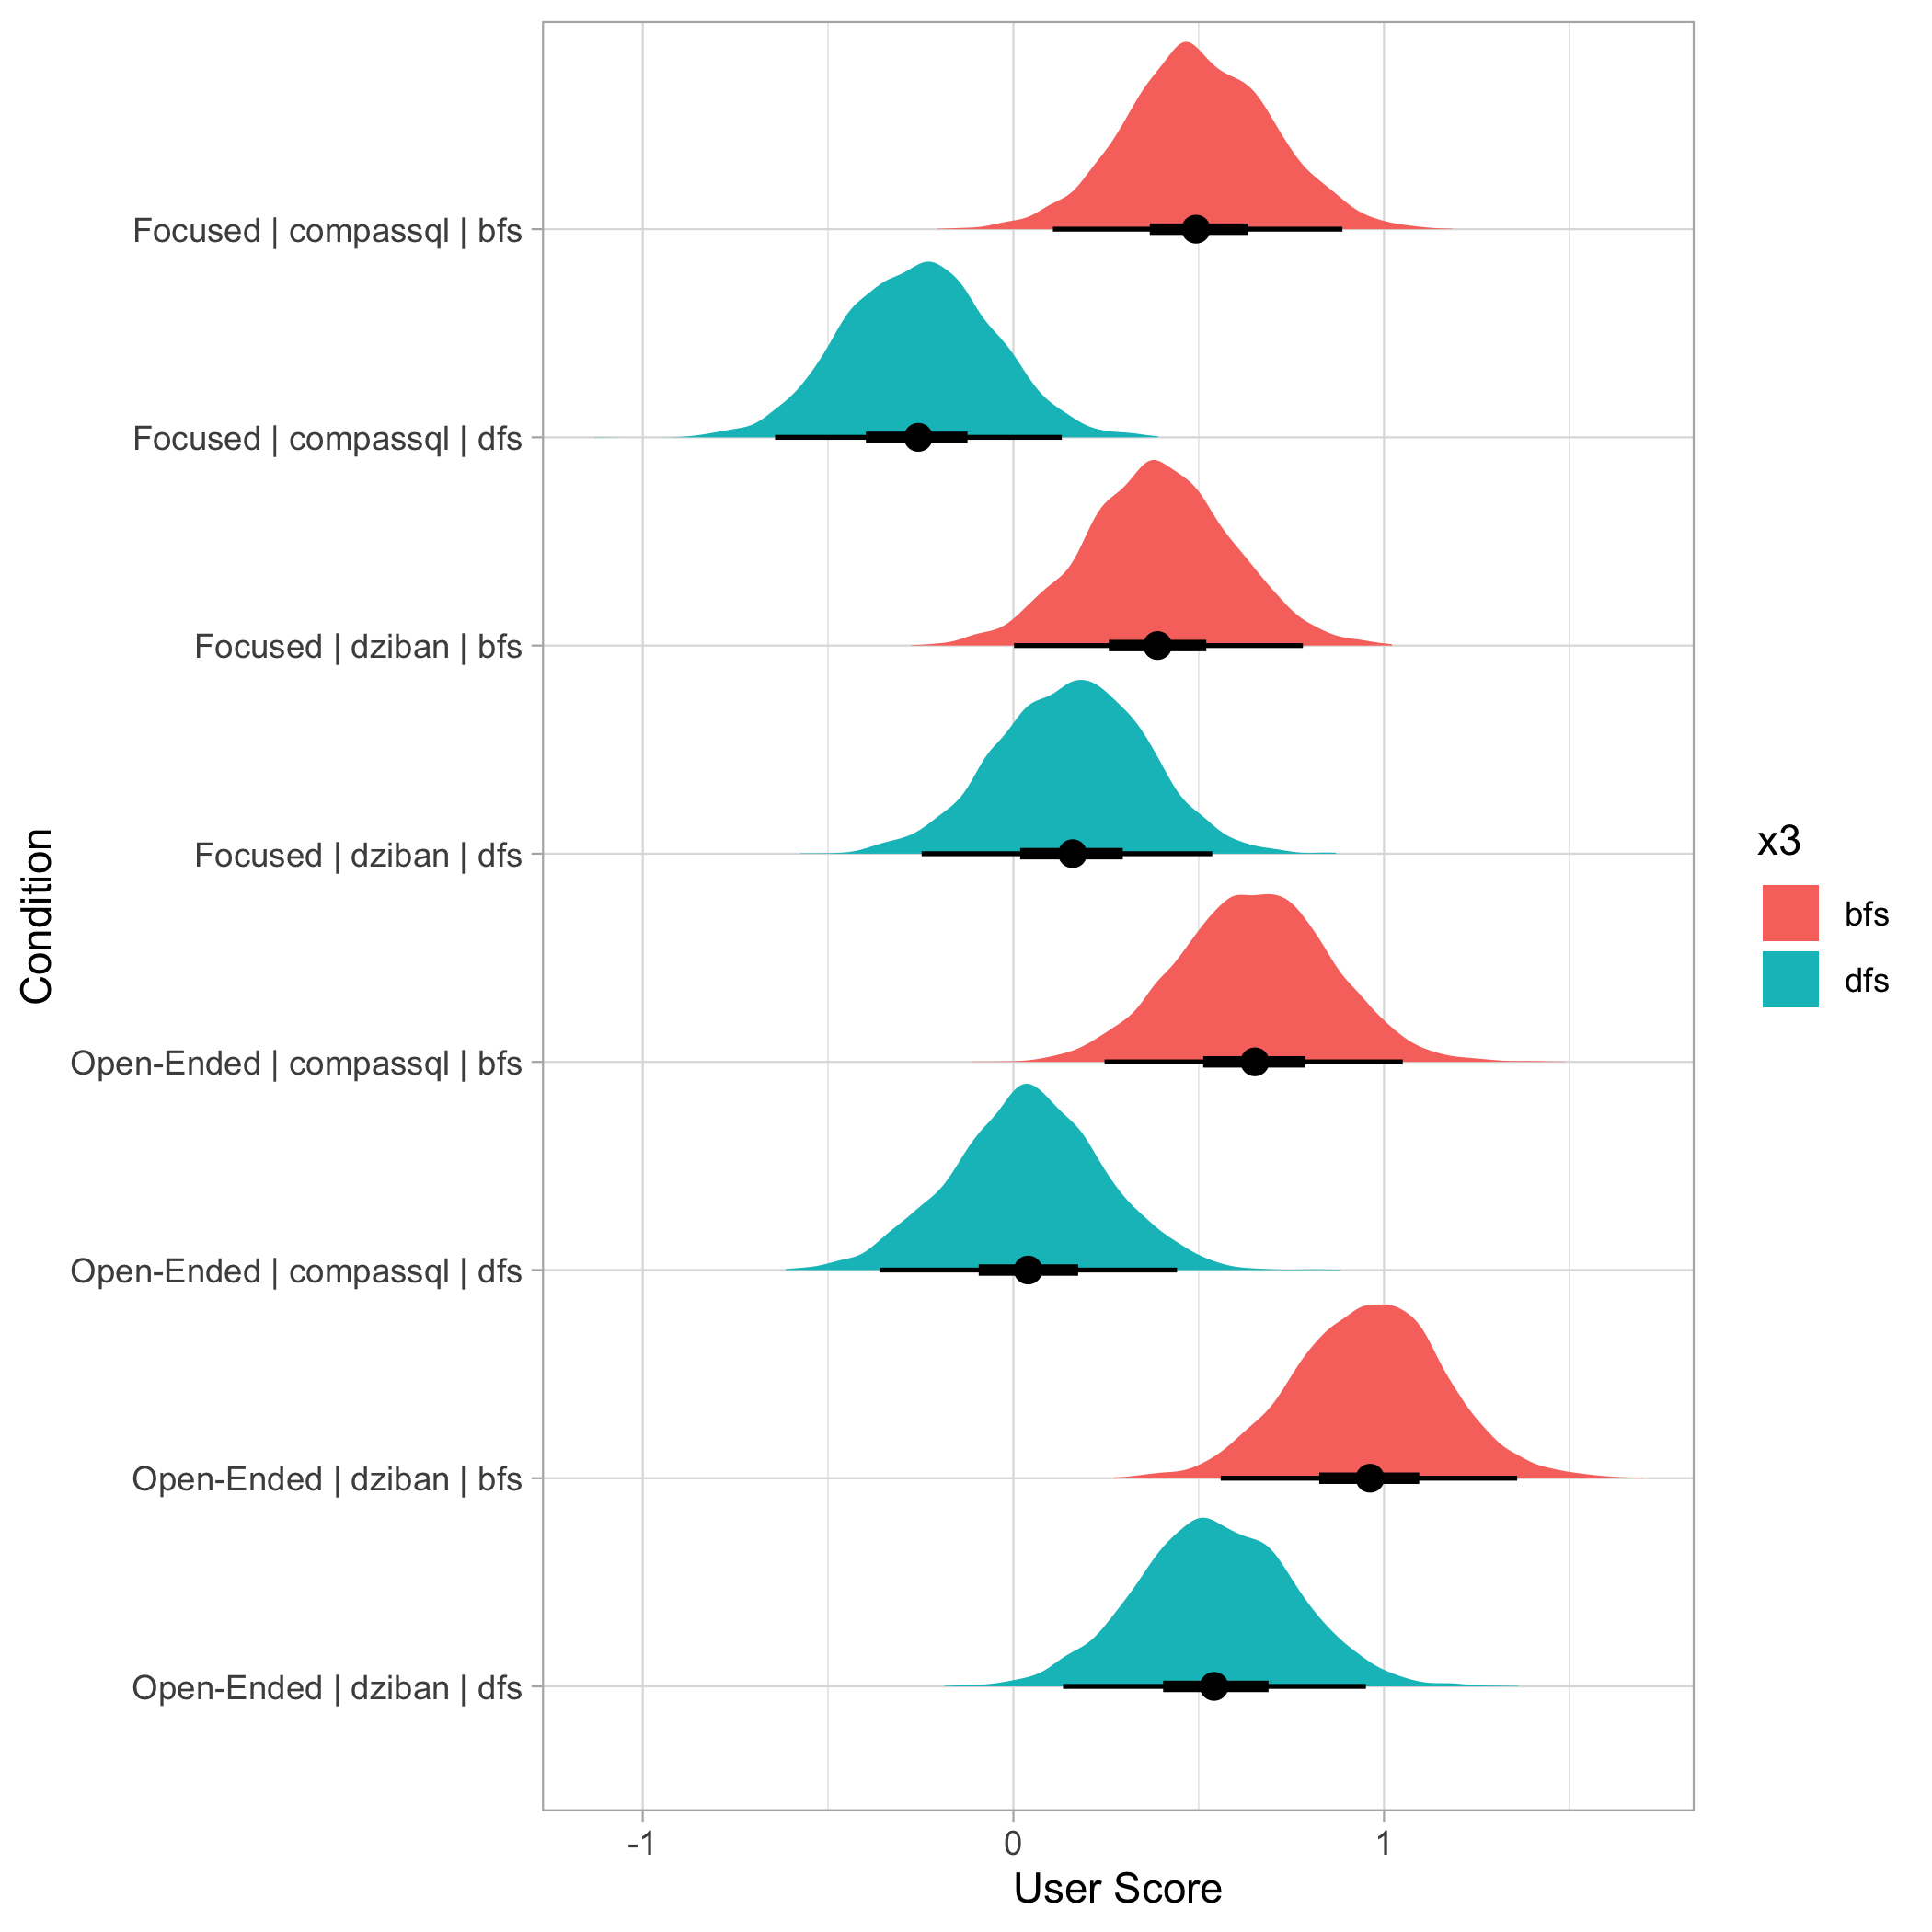 Focused | compassql | bfs
Focused | compassql | dfs
Focused | dziban | bfs
Focused | dziban | dfs
Open-Ended | compassql | bfs
Open-Ended | compassql | dfs
Open-Ended | dziban | bfs
Open-Ended | dziban | dfs
Condition
-1 0 1
User Score
x3
bfs
dfs